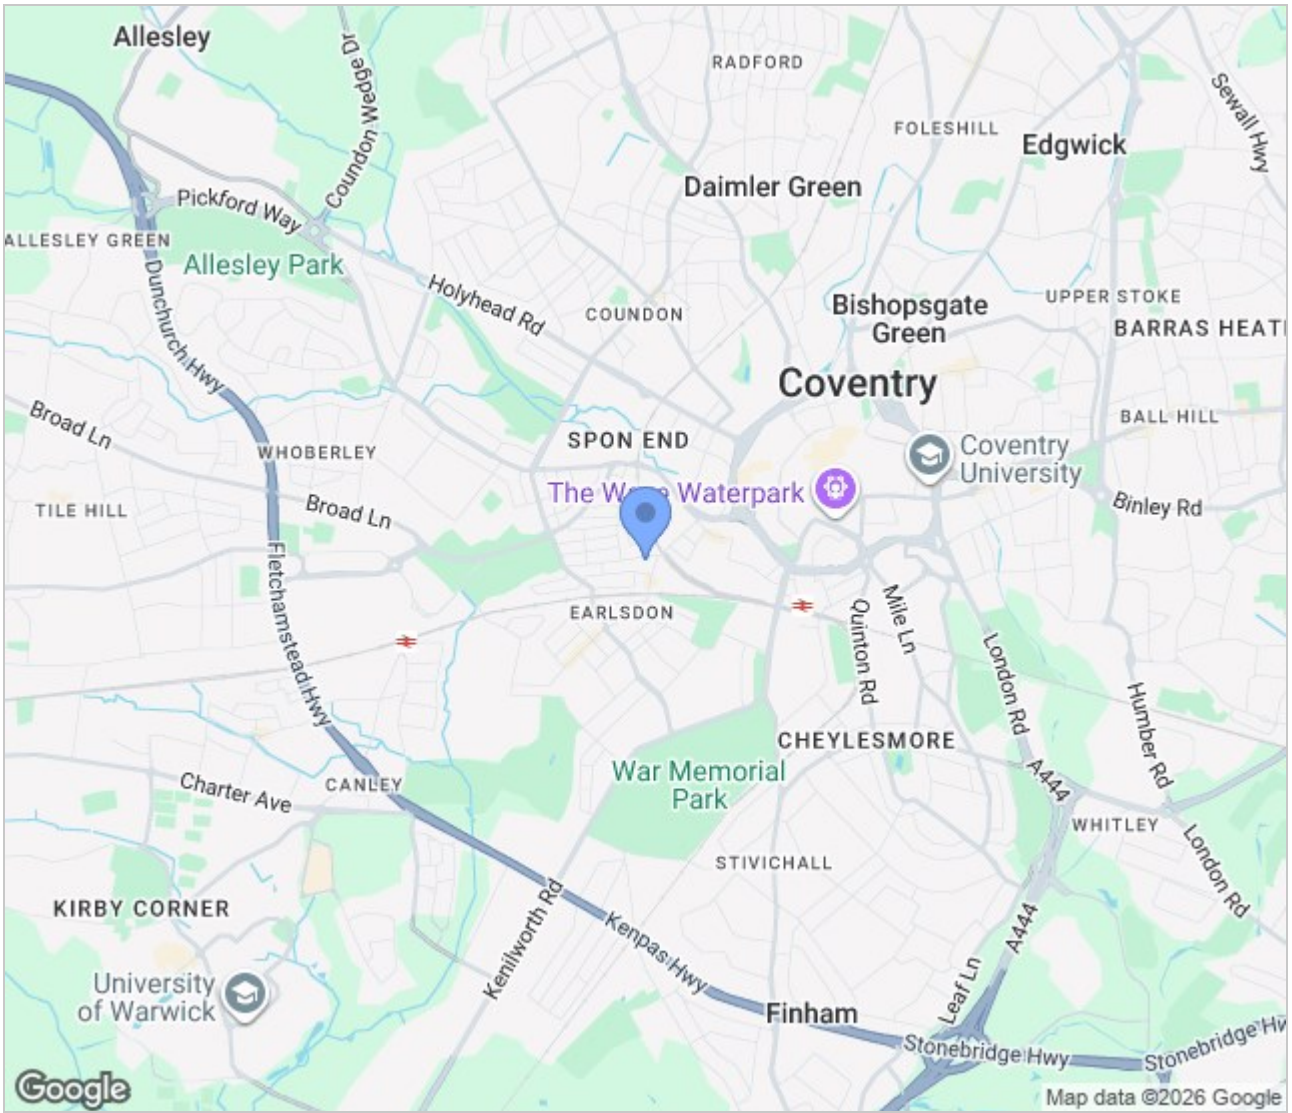 Allesley
Coundon Wedge Dr
RADFORD
Sewall Hwy
FOLESHILL
Edgwick
Daimler Green
Pickford Way
ALLESLEY GREEN
Allesley Park
Dunchurch Hwy
Holyhead Rd
COUNDON
UPPER STOKE
Bishopsgate
Green
BARRAS HEAT
Coventry
Broad Ln
BALL HILL
SPON END
WHOBERLEY
Coventry
University
The W
e Waterpark
TILE HILL
Broad Ln
Binley Rd
Fletchamstead Hwy
EARLSDON
Quinton Rd
Mile Ln
London Rd
Humber Rd
CHEYLESMORE
War Memorial
Park
A444
CANLEY
Charter Ave
WHITLEY
STIVICHALL
London Rd
KIRBY CORNER
Kenilworth Rd
Kenpas Hwy
A444
Leaf Ln
University
of Warwick
Finham
Stonebridge Hwy
Stonebridge Hw
Google
Map data ©2026 Google